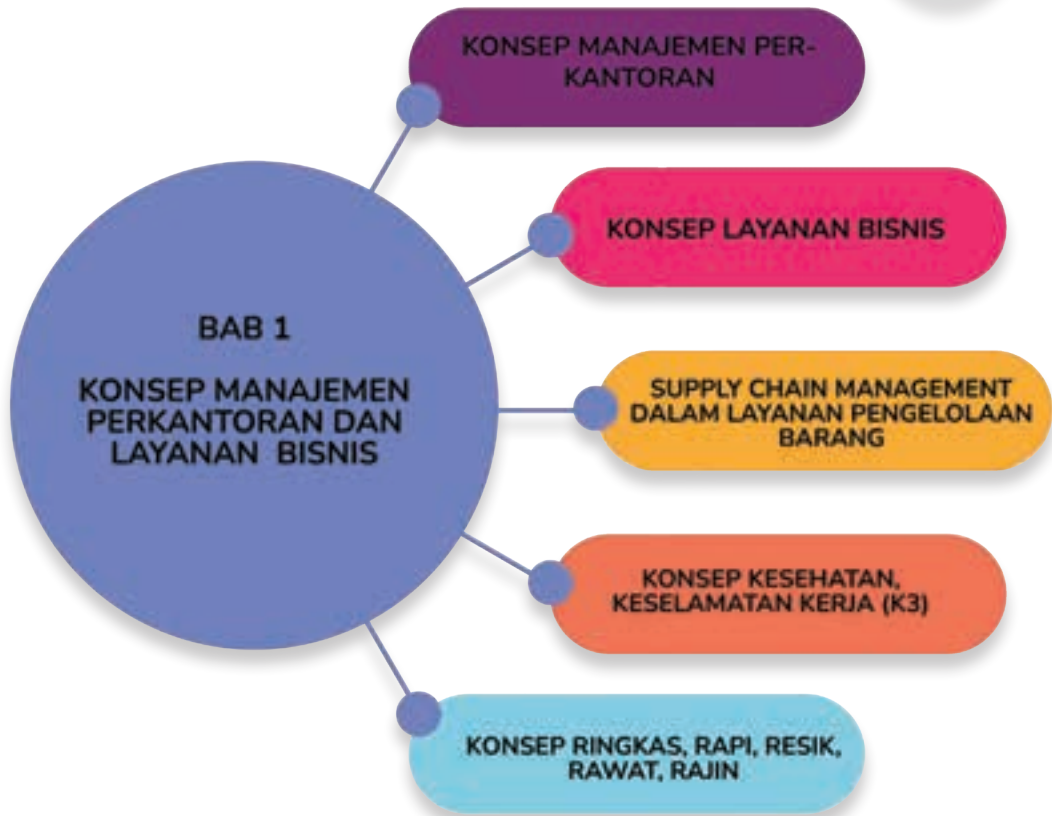 KONSEP MANAJEMEN PER-
KANTORAN
KONSEP LAYANAN BISNIS
BAB 1
KONSEP MANAJEMEN
PERKANTORAN DAN
LAYANAN BISNIS
SUPPLY CHAIN MANAGEMENT
DALAM LAYANAN PENGELOLAAN
BARANG
KONSEP KESEHATAN,
KESELAMATAN KERJA (K3)
KONSEP RINGKAS, RAPI, RESIK,
RAWAT, RAJIN